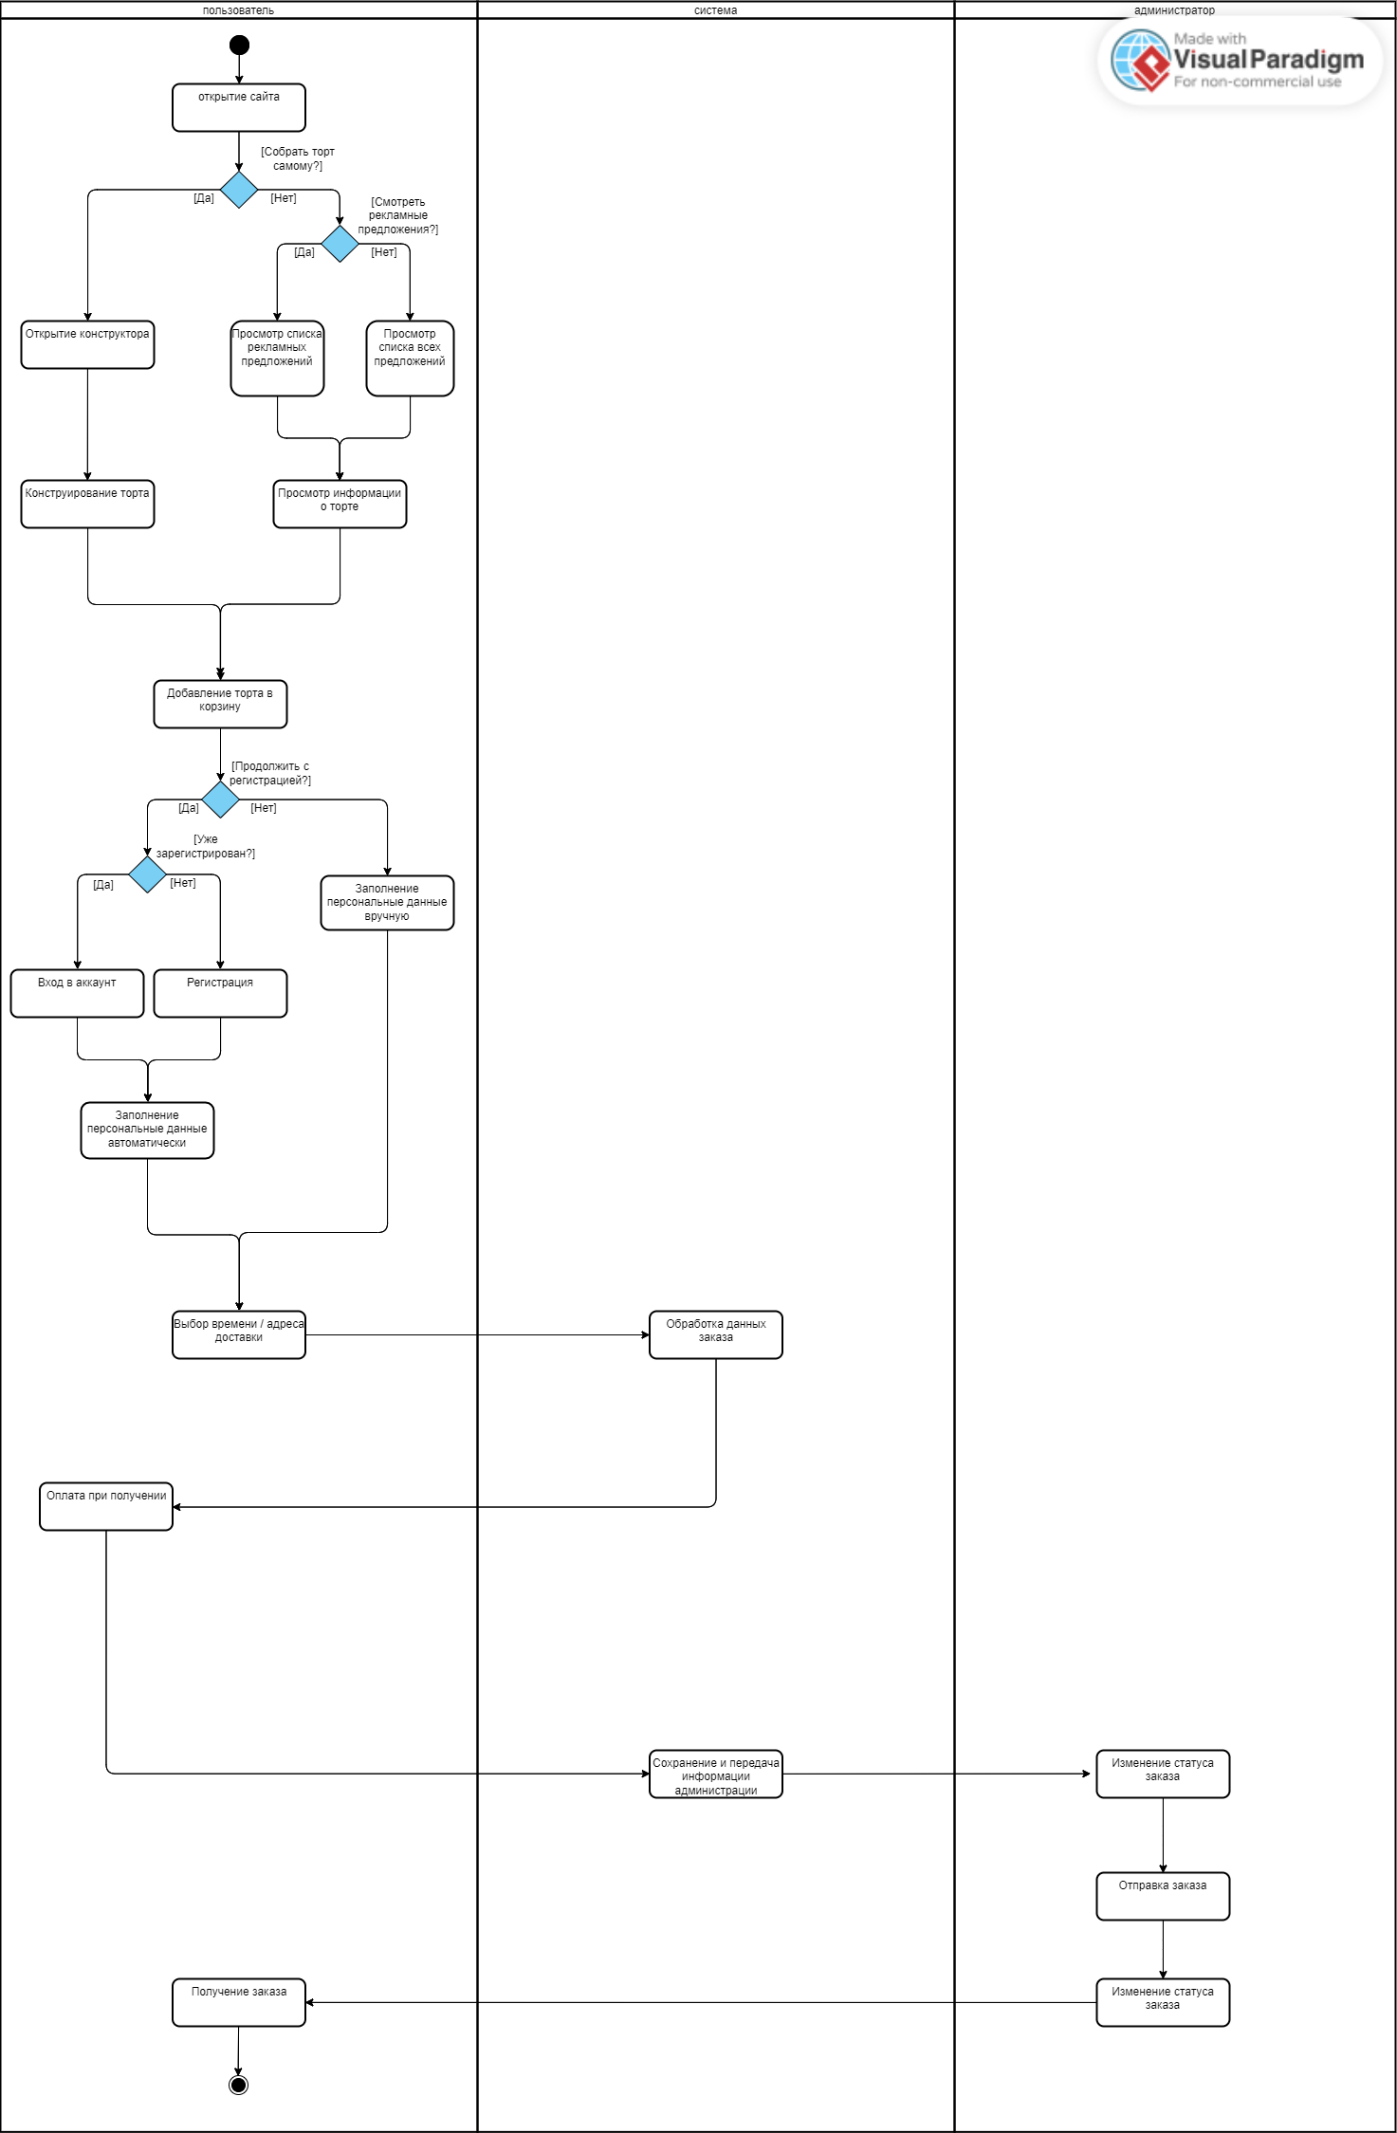 пользователь
система
администратор
Made with
Visual Paradigm
For non-commercial use
открытие сайта
[Собрать торт
самому?]
[Да]
[Нет]
[Смотреть
рекламные
предложения?]
[Да]
[Нет]
Открытие конструктора
Просмотр списка
рекламных
предложений
Просмотр
списка всех
предложений
Конструирование торта
Просмотр информации
о торте
Добавление торта в
корзину
[Продолжить с
регистрацией?]
[Да]
[Нет]
[Уже
зарегистрирован?]
[Да]
[Нет]
Заполнение
персональные данные
вручную
Вход в аккаунт
Регистрация
Заполнение
персональные данные
автоматически
Выбор времени / адреса
доставки
Обработка данных
заказа
Оплата при получении
Сохранение и передача
информации
администрации
Изменение статуса
заказа
Отправка заказа
Получение заказа
Изменение статуса
заказа